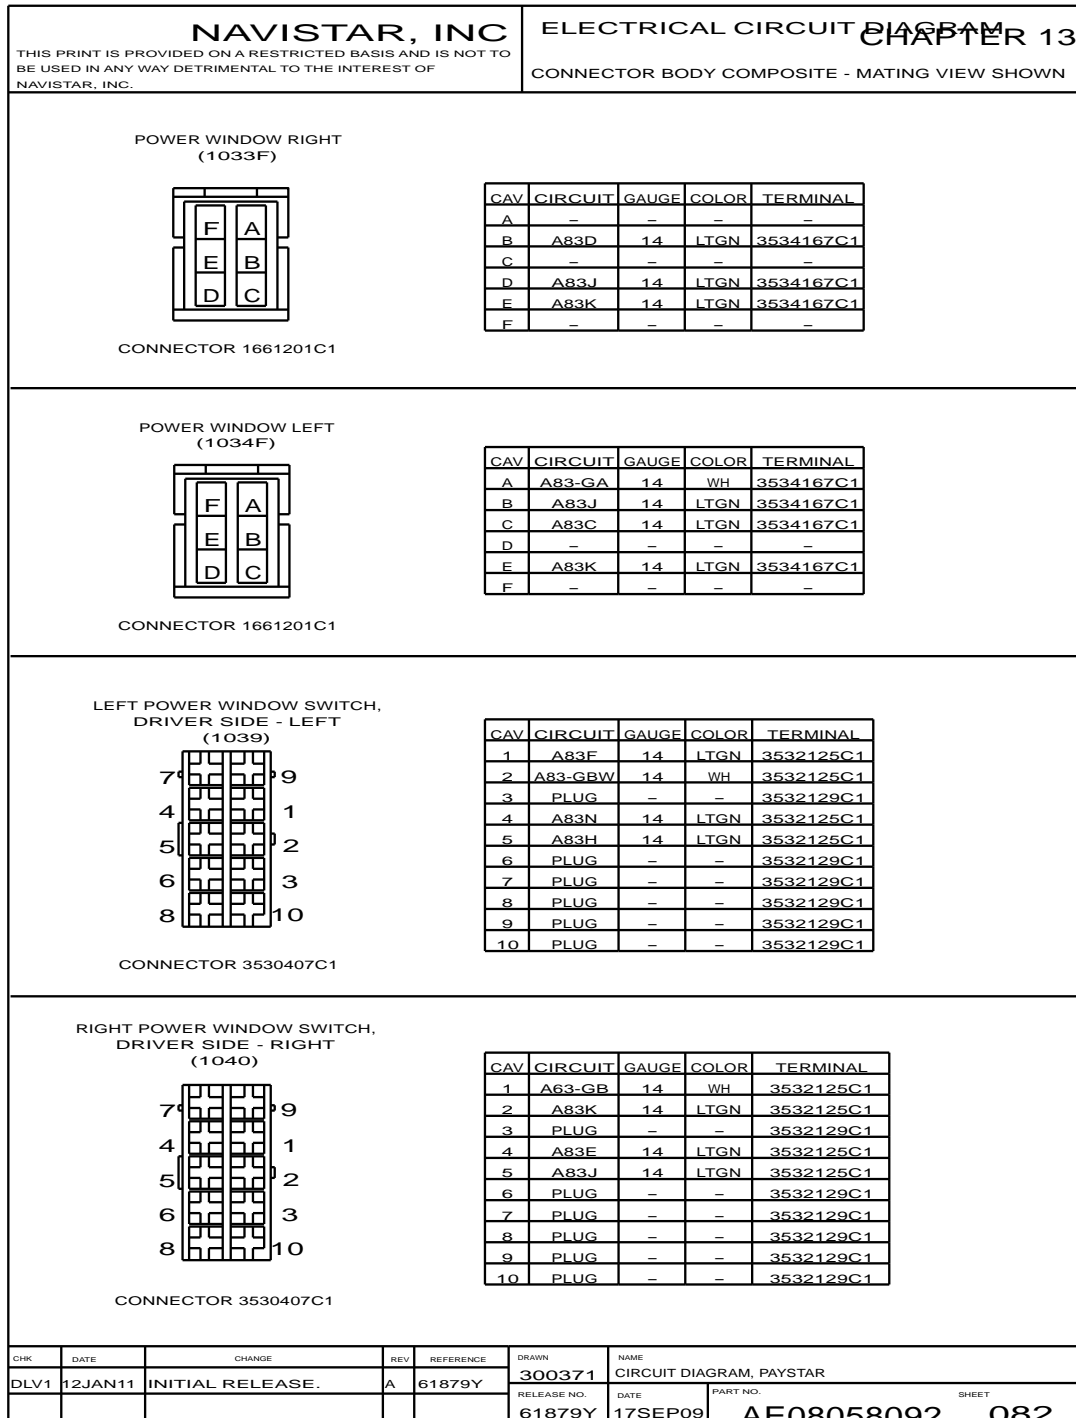 NAVISTAR, INC
THIS PRINT IS PROVIDED ON A RESTRICTED BASIS AND IS NOT TO
BE USED IN ANY WAY DETRIMENTAL TO THE INTEREST OF
NAVISTAR, INC.
ELECTRICAL CIRCUIT DIAGRAM
CHAPTER 13
CONNECTOR BODY COMPOSITE - MATING VIEW SHOWN
POWER WINDOW RIGHT
(1033F)
F A
E B
D C
CONNECTOR 1661201C1
CAV CIRCUIT GAUGE COLOR TERMINAL
A – – – –
B A83D 14 LTGN 3534167C1
C – – – –
D A83J 14 LTGN 3534167C1
E A83K 14 LTGN 3534167C1
F – – – –
POWER WINDOW LEFT
(1034F)
F A
E B
D C
CONNECTOR 1661201C1
CAV CIRCUIT GAUGE COLOR TERMINAL
A A83-GA 14 WH 3534167C1
B A83J 14 LTGN 3534167C1
C A83C 14 LTGN 3534167C1
D – – – –
E A83K 14 LTGN 3534167C1
F – – – –
LEFT POWER WINDOW SWITCH,
DRIVER SIDE - LEFT
(1039)
7 9
4 1
5 2
6 3
8 10
CONNECTOR 3530407C1
CAV CIRCUIT GAUGE COLOR TERMINAL
1 A83F 14 LTGN 3532125C1
2 A83-GBW 14 WH 3532125C1
3 PLUG – – 3532129C1
4 A83N 14 LTGN 3532125C1
5 A83H 14 LTGN 3532125C1
6 PLUG – – 3532129C1
7 PLUG – – 3532129C1
8 PLUG – – 3532129C1
9 PLUG – – 3532129C1
10 PLUG – – 3532129C1
RIGHT POWER WINDOW SWITCH,
DRIVER SIDE - RIGHT
(1040)
7 9
4 1
5 2
6 3
8 10
CONNECTOR 3530407C1
CAV CIRCUIT GAUGE COLOR TERMINAL
1 A63-GB 14 WH 3532125C1
2 A83K 14 LTGN 3532125C1
3 PLUG – – 3532129C1
4 A83E 14 LTGN 3532125C1
5 A83J 14 LTGN 3532125C1
6 PLUG – – 3532129C1
7 PLUG – – 3532129C1
8 PLUG – – 3532129C1
9 PLUG – – 3532129C1
10 PLUG – – 3532129C1
CHK DATE CHANGE REV REFERENCE
DLV1 12JAN11 INITIAL RELEASE. A 61879Y
DRAWN
300371
NAME
CIRCUIT DIAGRAM, PAYSTAR
RELEASE NO. DATE PART NO. SHEET
61879Y 17SEP09 AE08058092 082